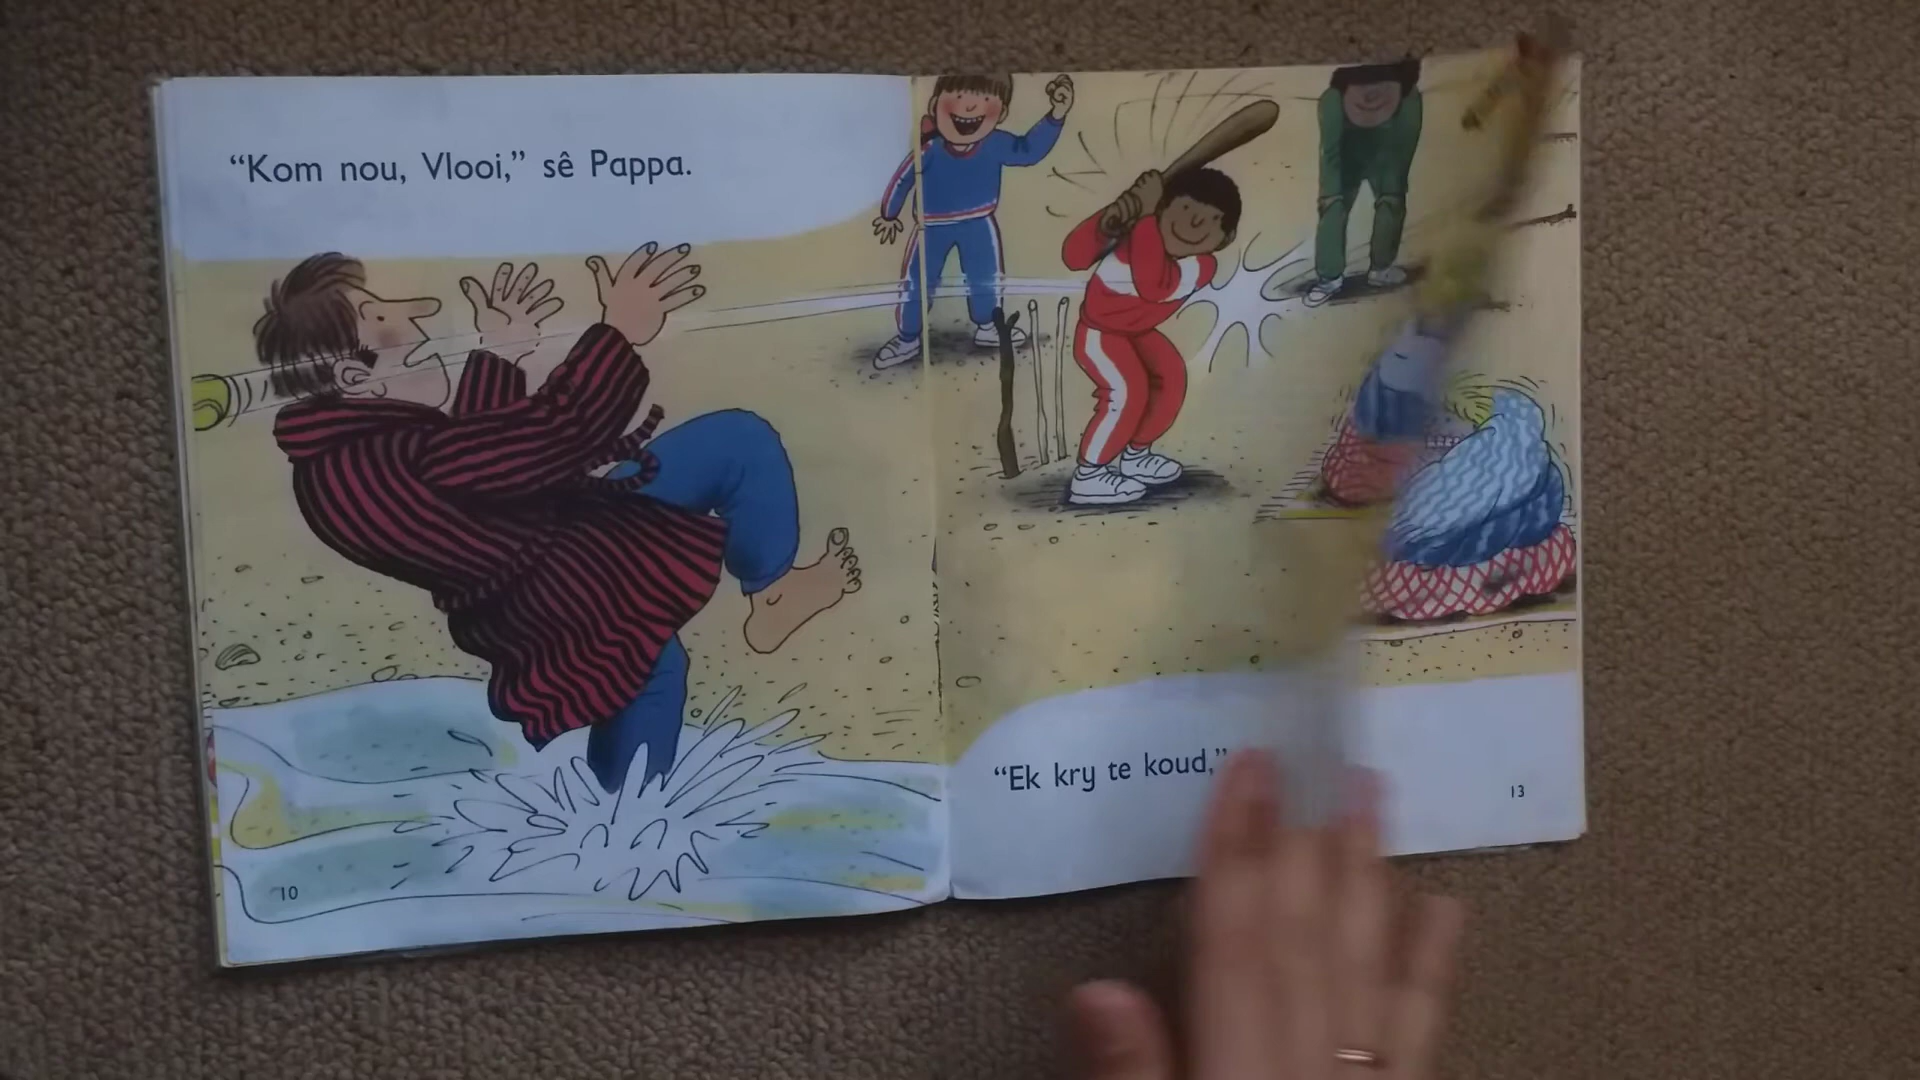 “Kom nou, Vlooi,” sê Pappa.
“Ek kry te koud,”
10
13